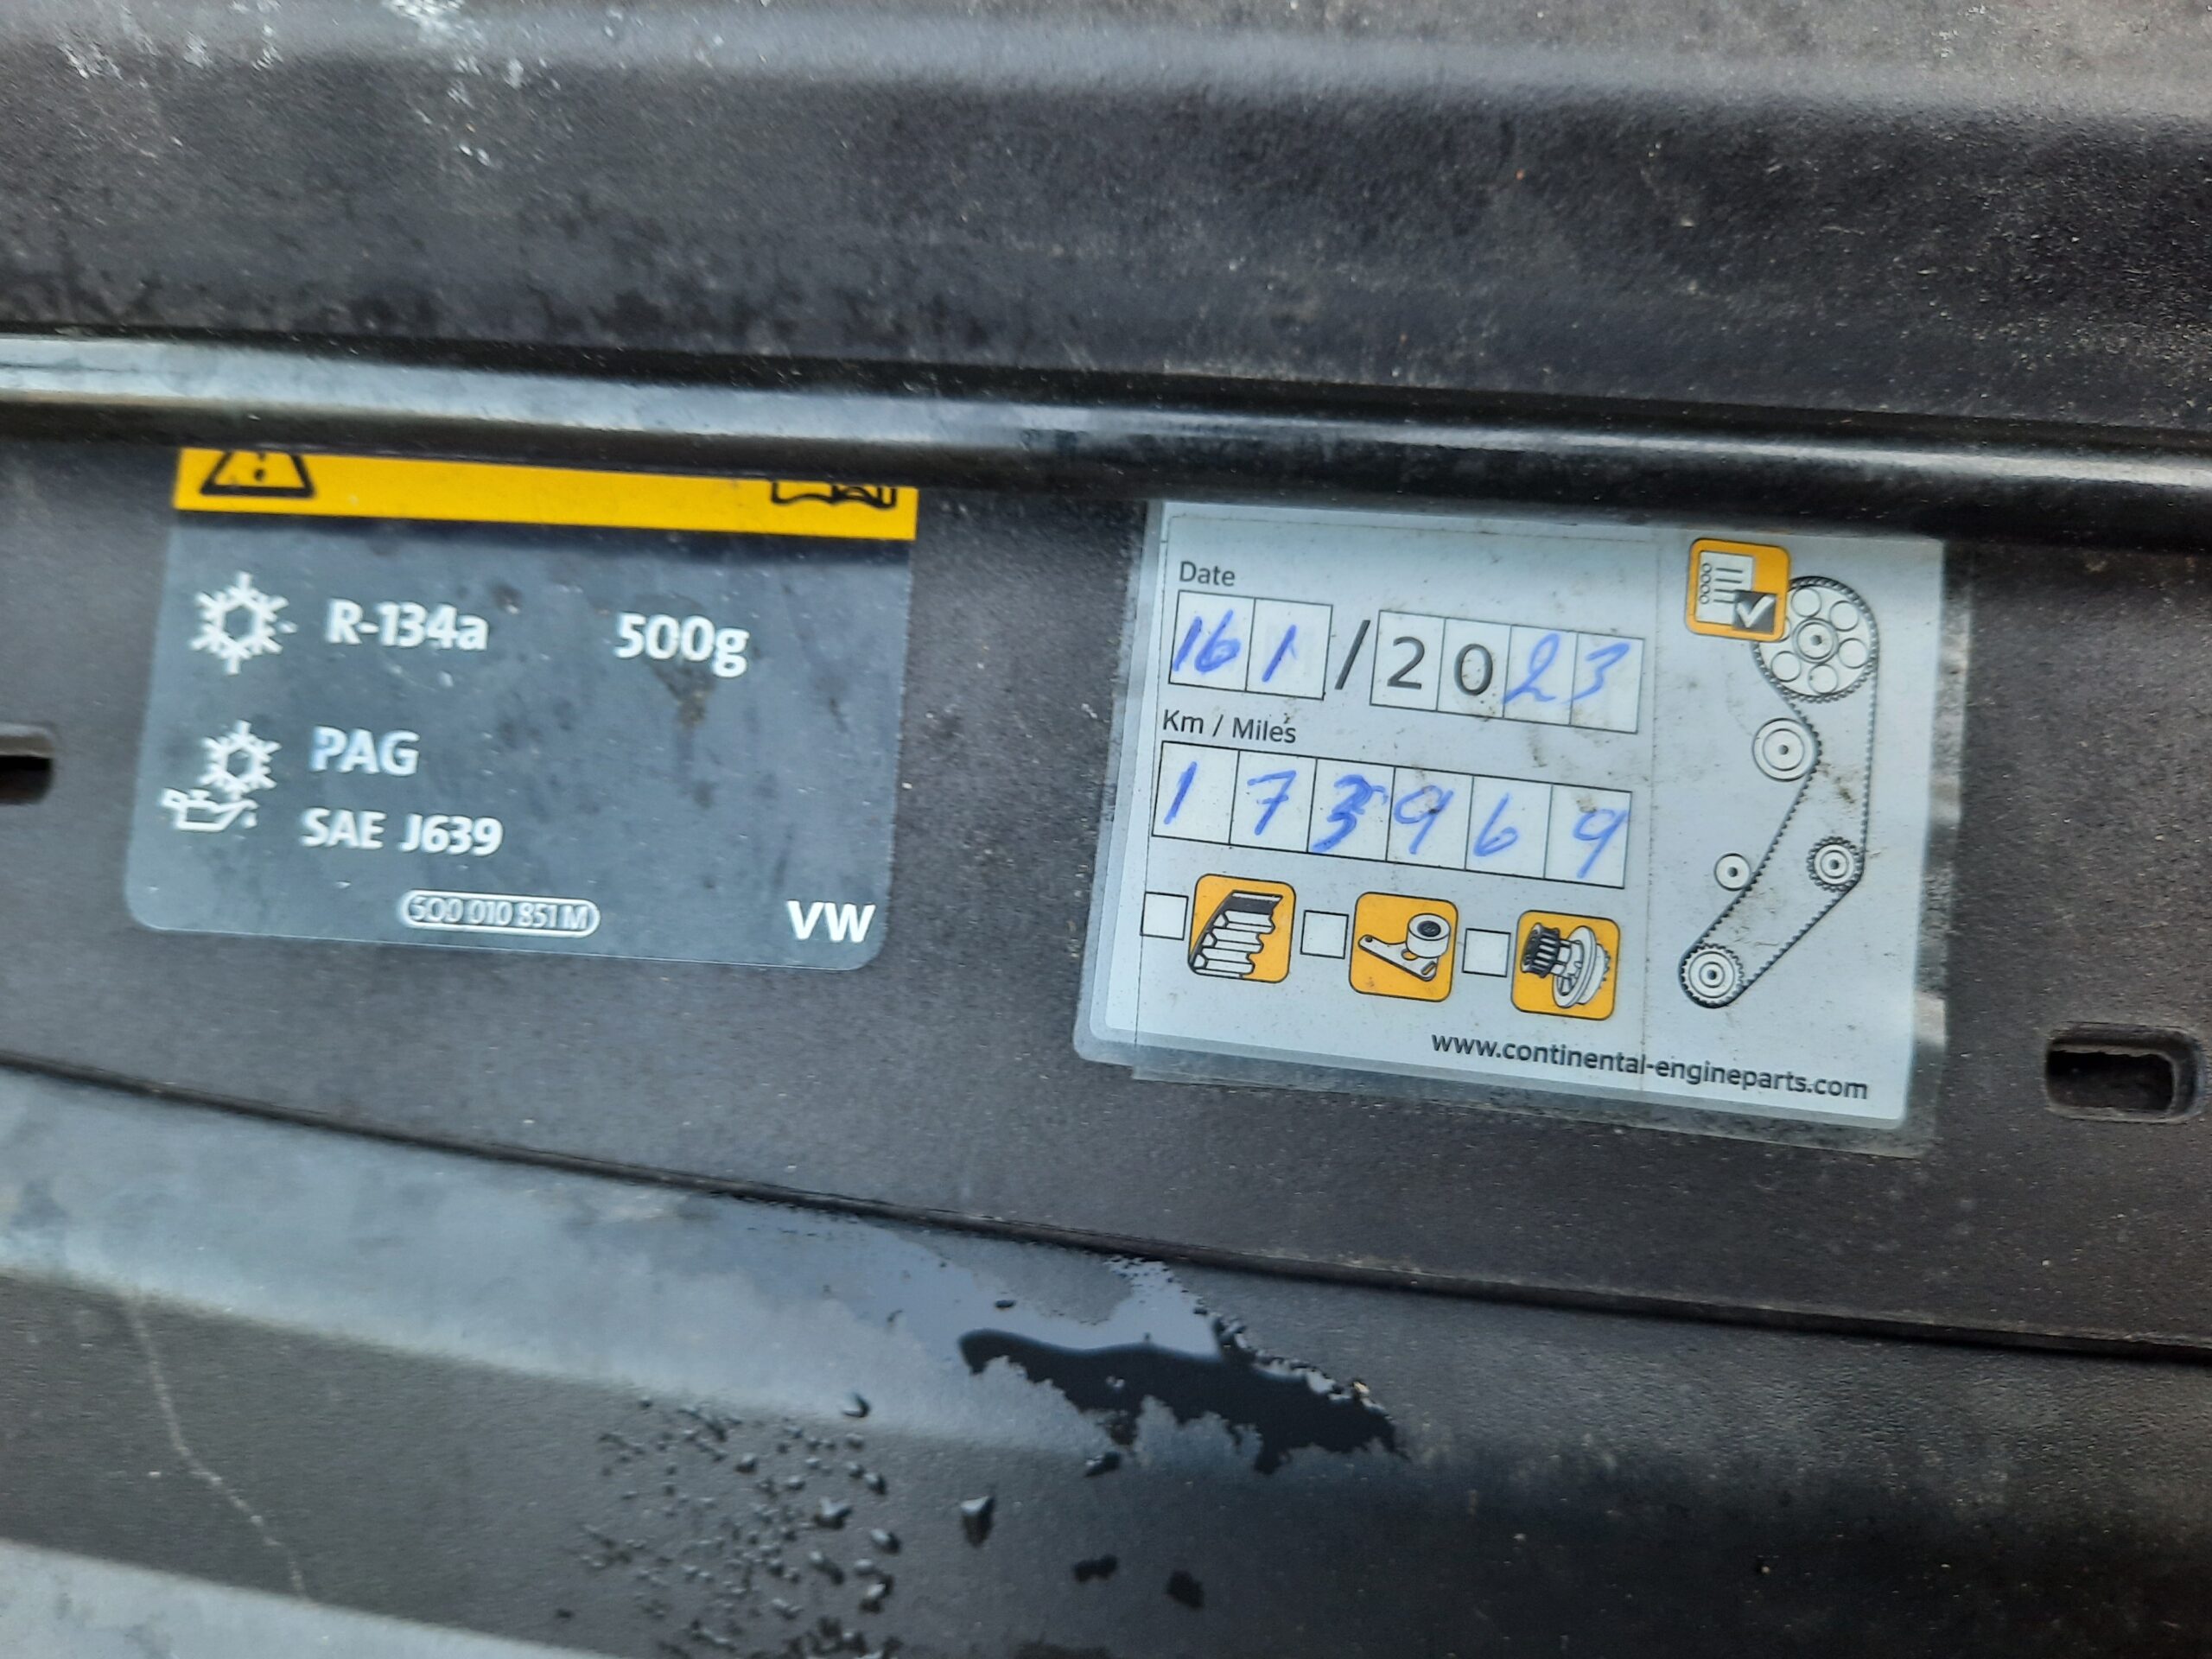 R-134a 500g
PAG
SAE J639
5Q0 010 851 M
VW
Date
16 1 / 2023
Km / Miles
173969
www.continental-engineparts.com